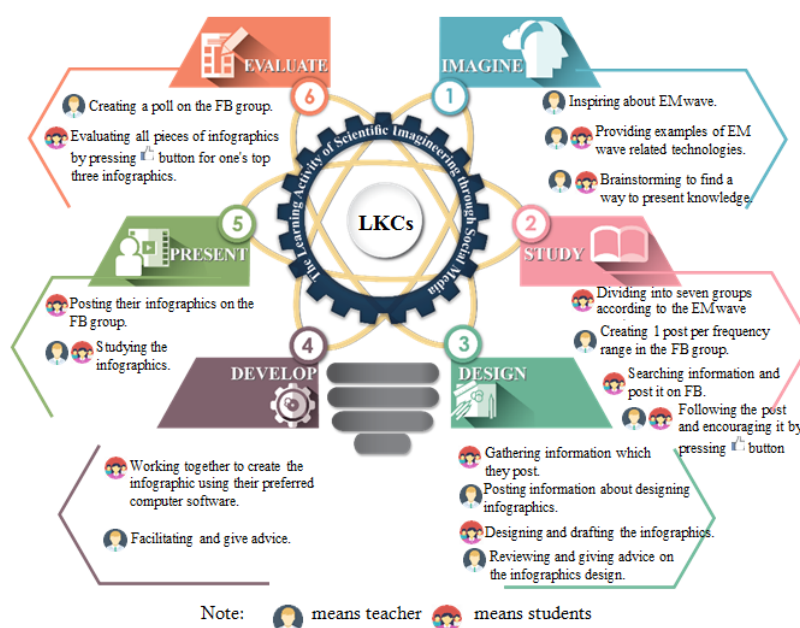 EVALUATE
6
Creating a poll on the FB group.
Evaluating all pieces of infographics
by pressing button for one's top
three infographics.
IMAGINE
1
Inspiring about EM wave.
Providing examples of EM
wave related technologies.
Brainstorming to find a
way to present knowledge.
The Learning Activity of Scientific Imagineering through Social Media
LKCs
5
PRESENT
Posting their infographics on the
FB group.
Studying the
infographics.
2
STUDY
Dividing into seven groups
according to the EM wave
Creating 1 post per frequency
range in the FB group.
Searching information and
post it on FB.
Following the post
and encouraging it by
pressing button
4
DEVELOP
Working together to create the
infographic using their preferred
computer software.
Facilitating and give advice.
3
DESIGN
Gathering information which
they post.
Posting information about designing
infographics.
Designing and drafting the infographics.
Reviewing and giving advice on
the infographics design.
Note: means teacher means students